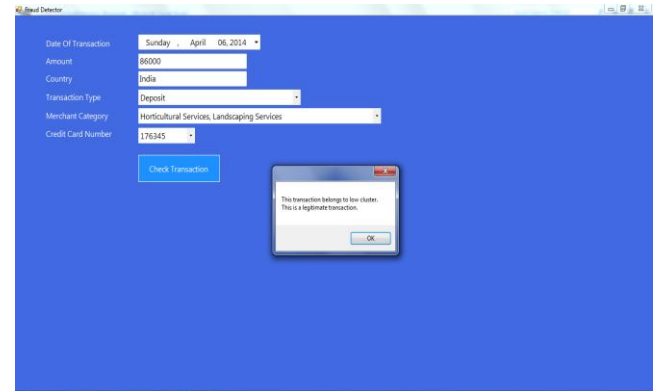 Fraud Detector
Date Of Transaction Sunday , April 06, 2014
Amount 86000
Country India
Transaction Type Deposit
Merchant Category Horticultural Services, Landscaping Services
Credit Card Number 176345
Check Transaction
This transaction belongs to low cluster.
This is a legitimate transaction.
OK